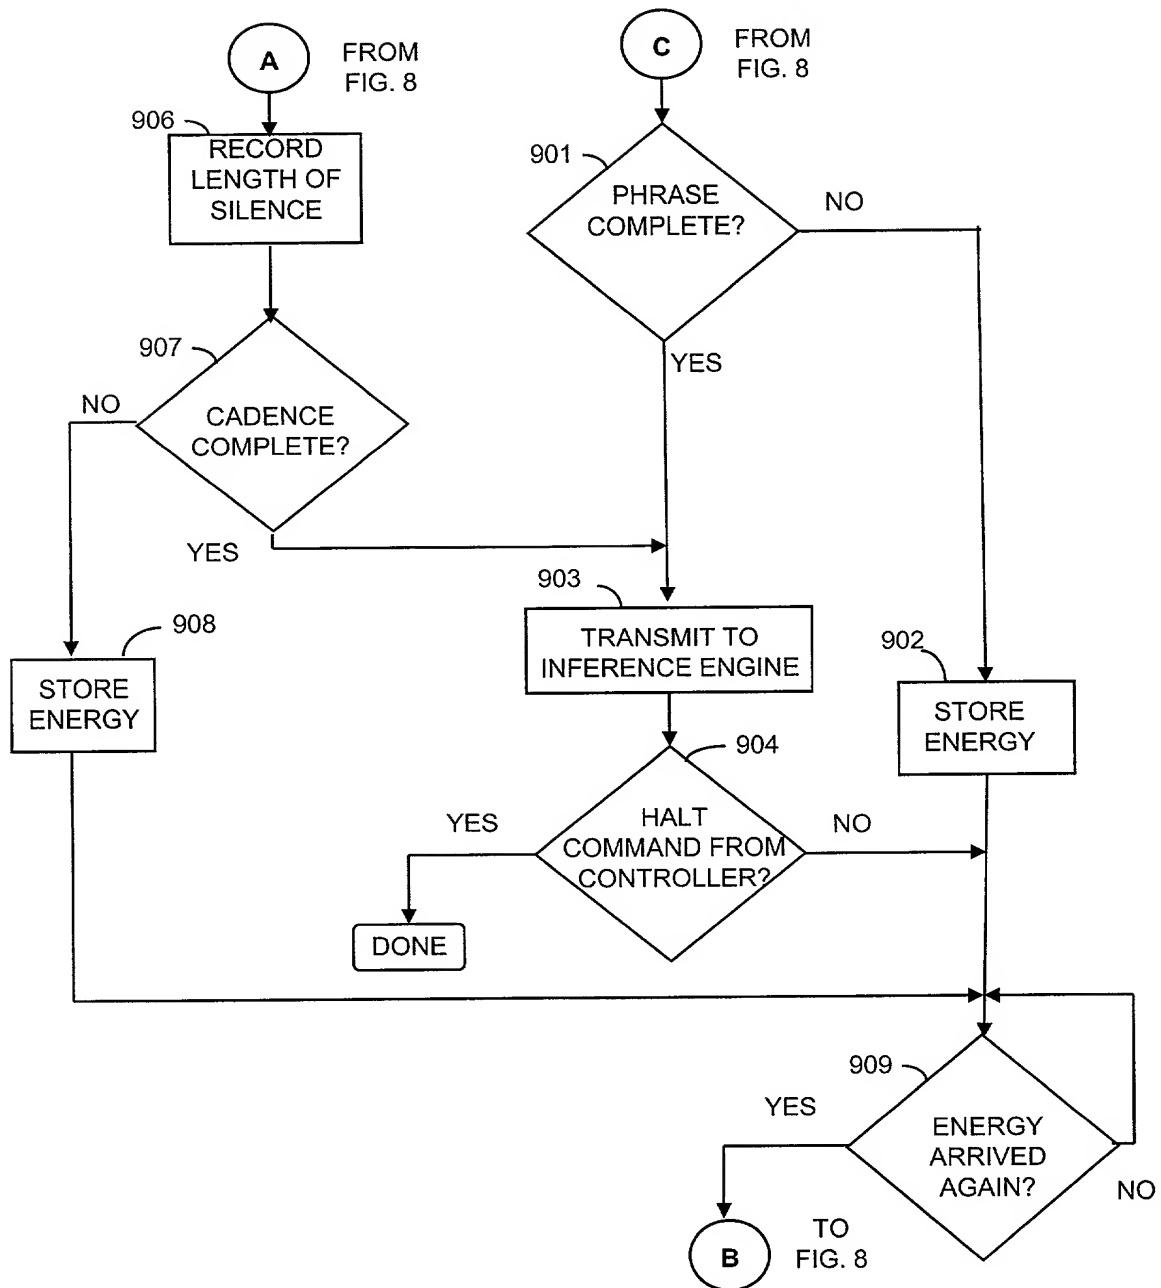 A
FROM
FIG. 8
C
FROM
FIG. 8
906
RECORD
LENGTH OF
SILENCE
901
PHRASE
COMPLETE?
NO
YES
907
NO
CADENCE
COMPLETE?
YES
903
TRANSMIT TO
INFERENCE ENGINE
908
STORE
ENERGY
902
STORE
ENERGY
904
YES
HALT
COMMAND FROM
CONTROLLER?
NO
DONE
909
YES
ENERGY
ARRIVED
AGAIN?
NO
B
TO
FIG. 8